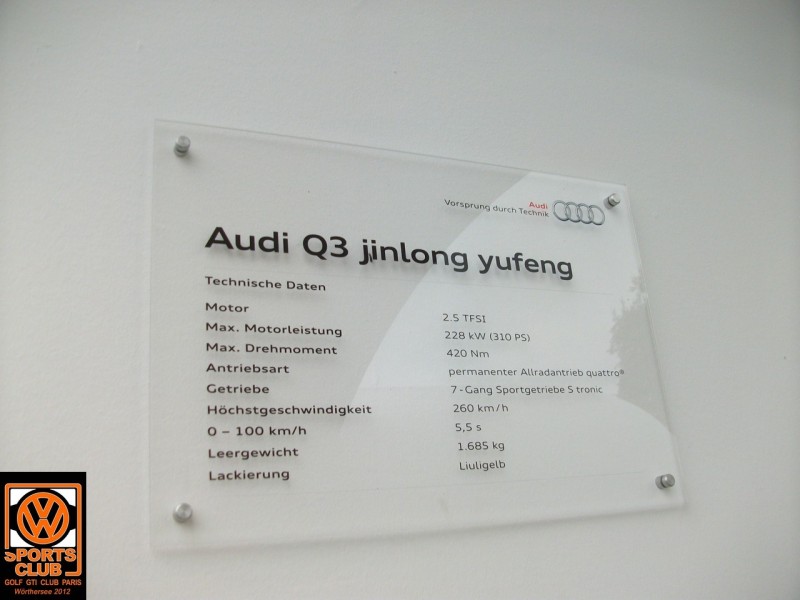 Audi
Vorsprung durch Technik
Audi Q3 jinlong yufeng
Technische Daten
Motor 2.5 TFSI
Max. Motorleistung 228 kW (310 PS)
Max. Drehmoment 420 Nm
Antriebsart permanenter Allradantrieb quattro®
Getriebe 7-Gang Sportgetriebe S tronic
Höchstgeschwindigkeit 260 km/h
0 – 100 km/h 5,5 s
Leergewicht 1.685 kg
Lackierung Liuligelb
VW
SPORTS
CLUB
GOLF GTI CLUB PARIS
Wörthersee 2012